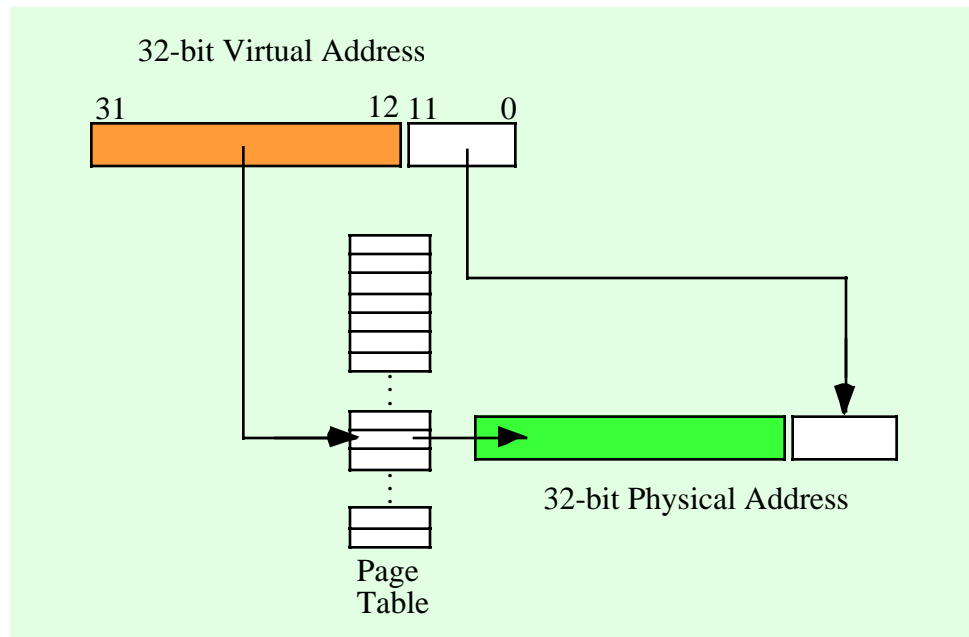 32-bit Virtual Address
31 12 11 0
32-bit Physical Address
Page
Table